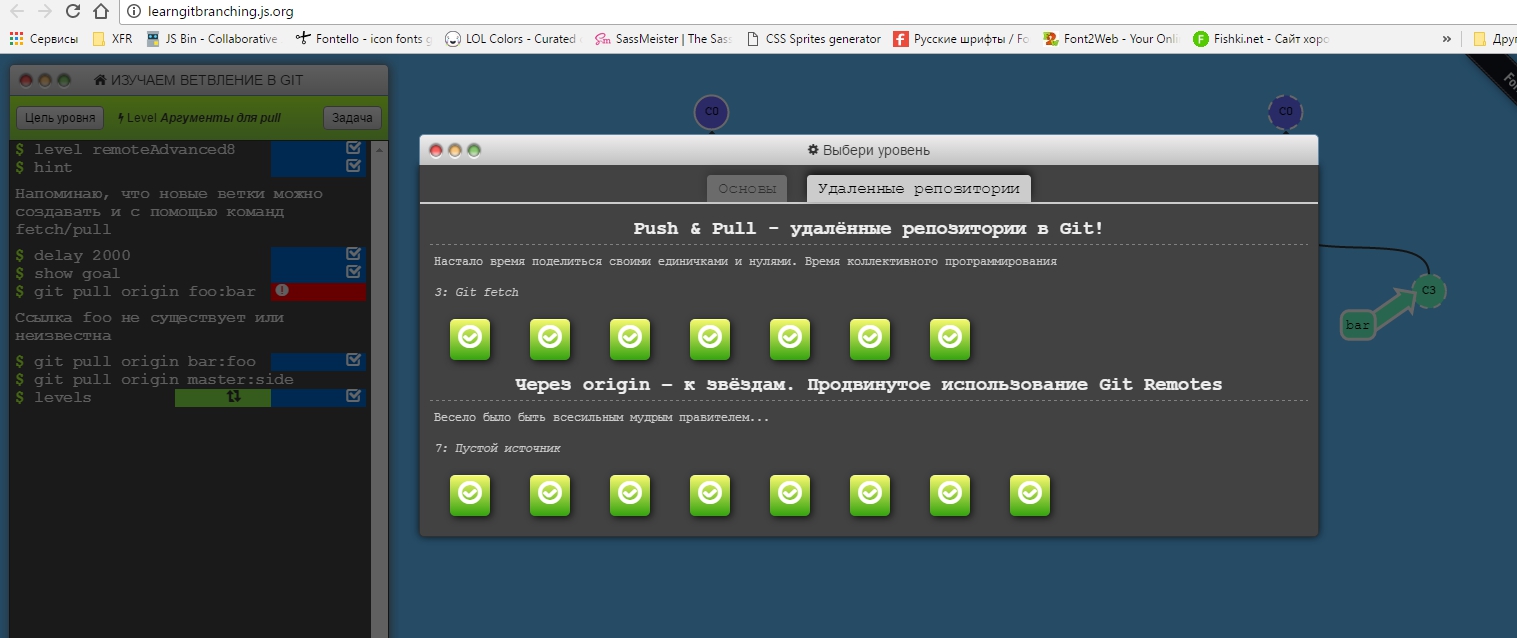 learngitbranching.js.org
Сервисы XFR JS Bin - Collaborative Fontello - icon fonts g LOL Colors - Curated SassMeister | The Sass CSS Sprites generator Русские шрифты / Fo Font2Web - Your Onli Fishki.net - Сайт хоро » Друг
ИЗУЧАЕМ ВЕТВЛЕНИЕ В GIT
Цель уровня Level Аргументы для pull Задача
$ level remoteAdvanced8
$ hint
Напоминаю, что новые ветки можно
создавать и с помощью команд
fetch/pull
$ delay 2000
$ show goal
$ git pull origin foo:bar
Ссылка foo не существует или
неизвестна
$ git pull origin bar:foo
$ git pull origin master:side
$ levels
C0
C0
Выбери уровень
Основы Удаленные репозитории
Push & Pull - удалённые репозитории в Git!
Настало время поделиться своими единичками и нулями. Время коллективного программирования
3: Git fetch
Через origin – к звёздам. Продвинутое использование Git Remotes
Весело было быть всесильным мудрым правителем...
7: Пустой источник
C3
bar